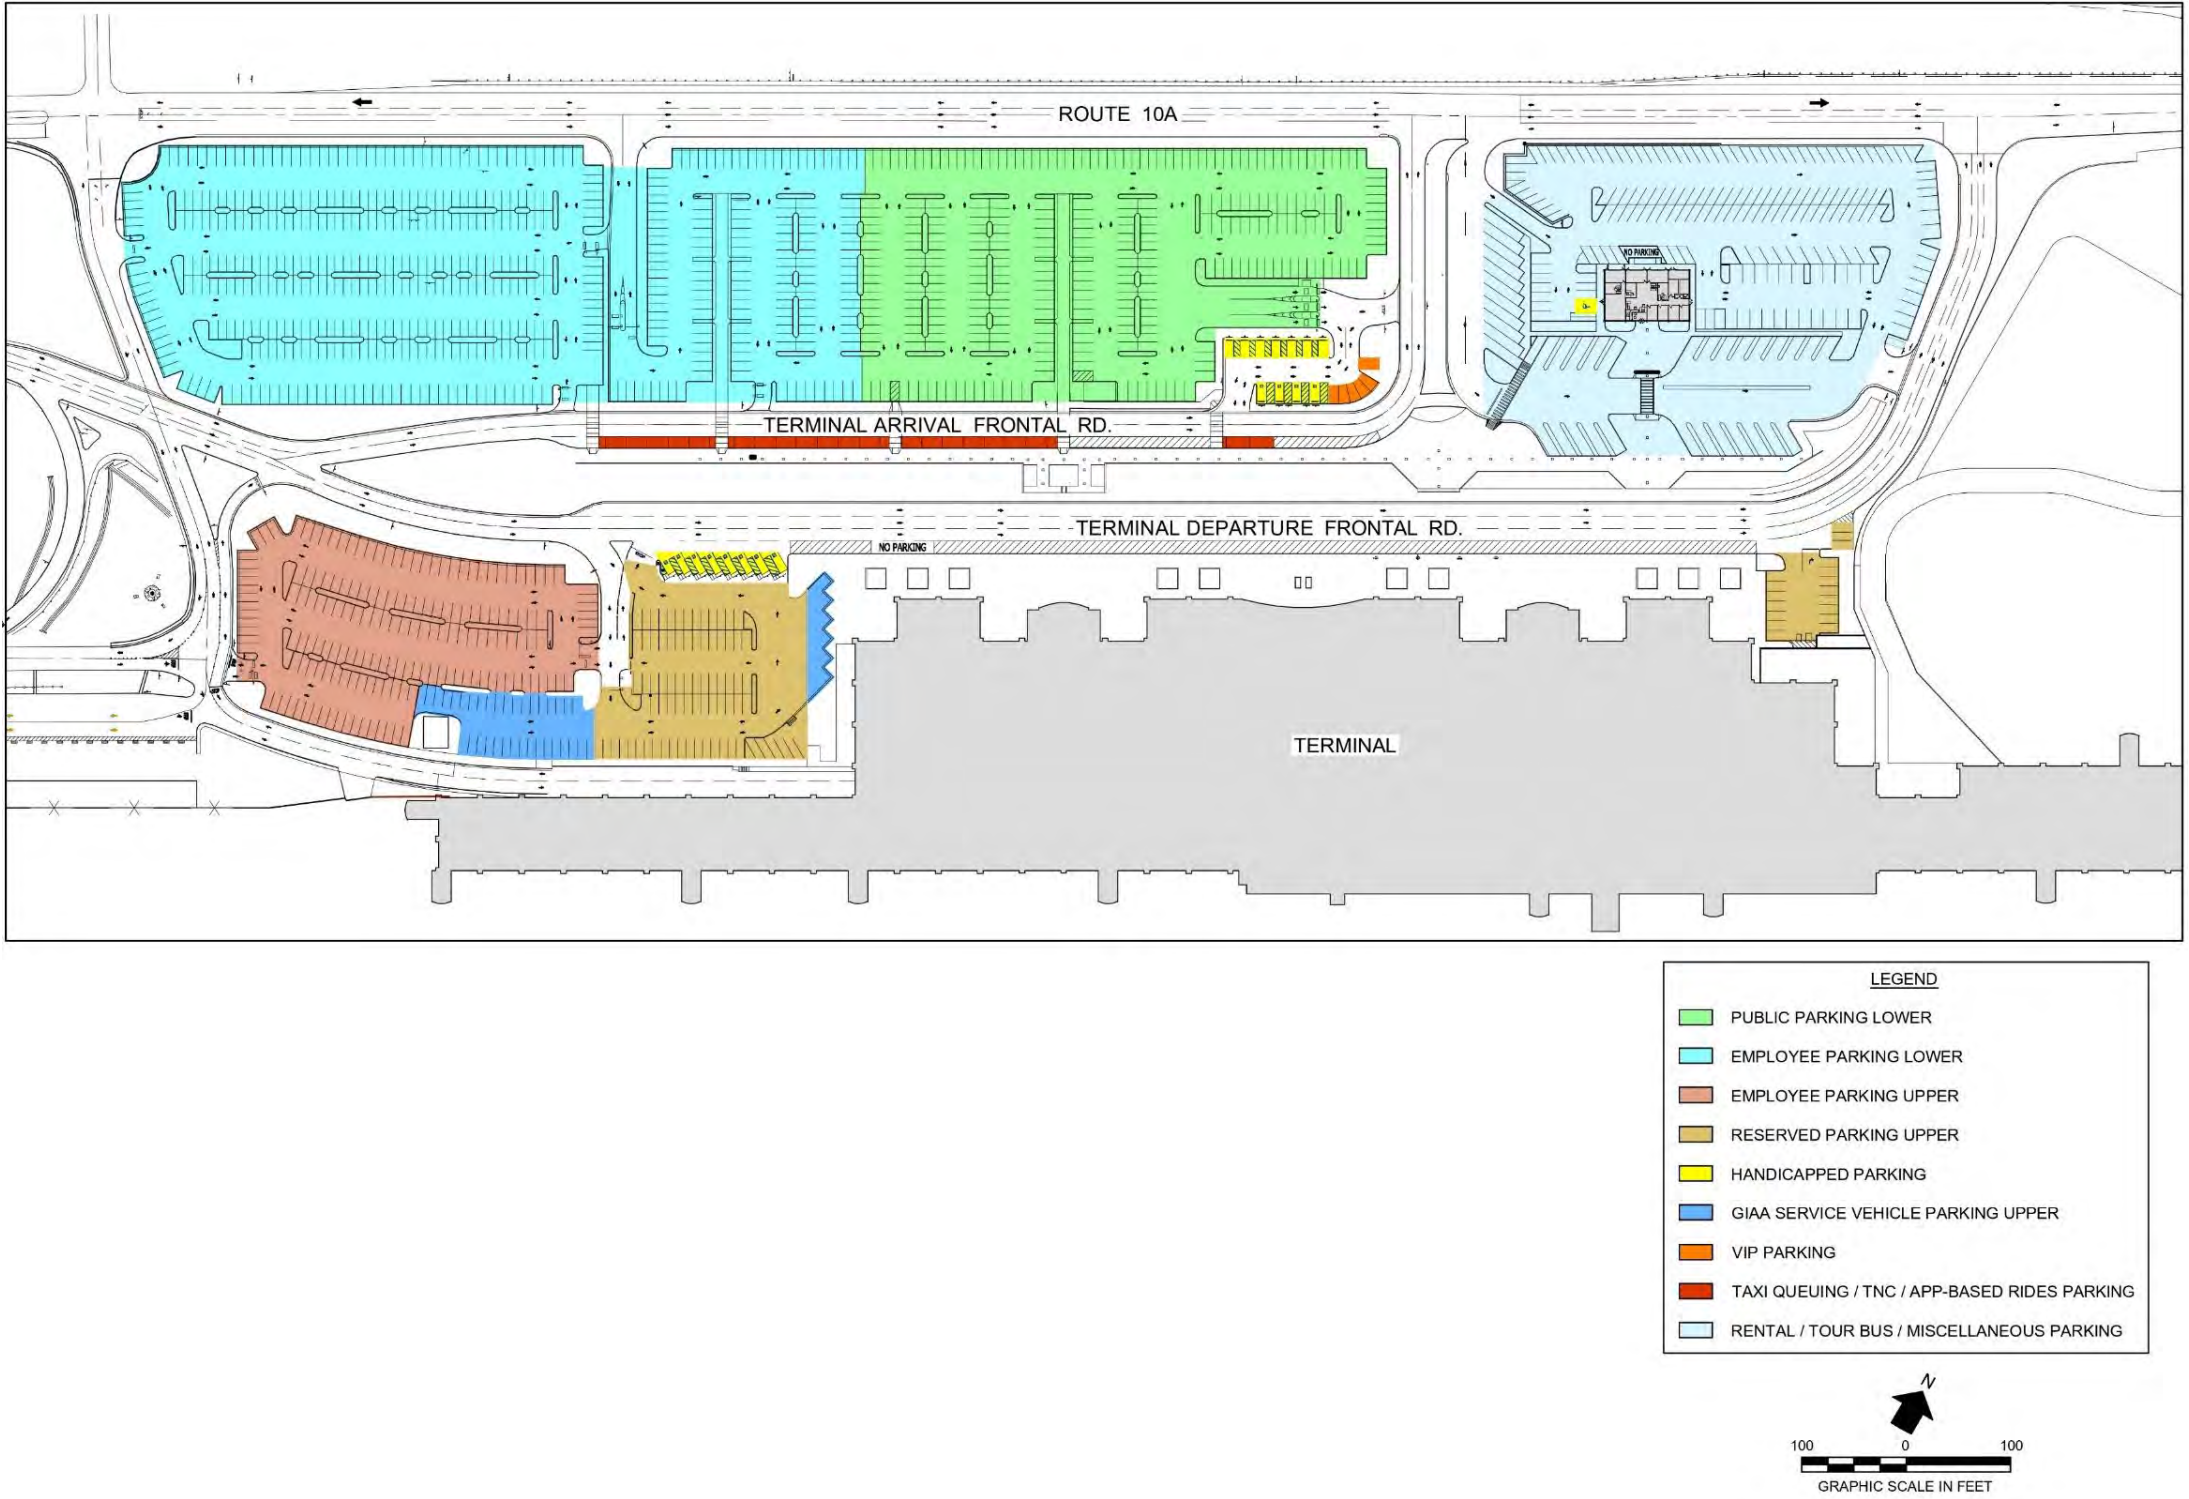 ROUTE 10A
NO PARKING
TERMINAL ARRIVAL FRONTAL RD.
TERMINAL DEPARTURE FRONTAL RD.
NO PARKING
TERMINAL
LEGEND
PUBLIC PARKING LOWER
EMPLOYEE PARKING LOWER
EMPLOYEE PARKING UPPER
RESERVED PARKING UPPER
HANDICAPPED PARKING
GIAA SERVICE VEHICLE PARKING UPPER
VIP PARKING
TAXI QUEUING / TNC / APP-BASED RIDES PARKING
RENTAL / TOUR BUS / MISCELLANEOUS PARKING
N
100 0 100
GRAPHIC SCALE IN FEET